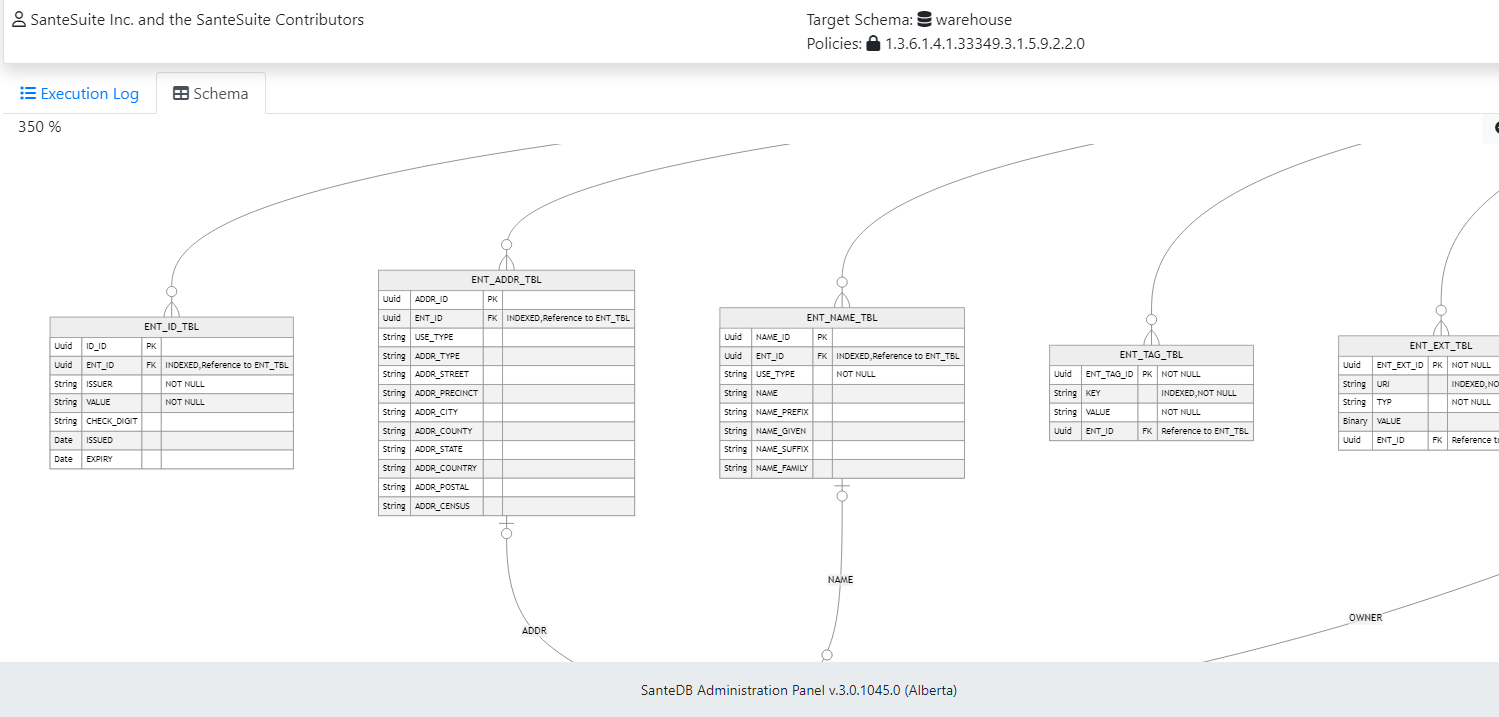 SanteSuite Inc. and the SanteSuite Contributors
Target Schema: warehouse
Policies: 1.3.6.1.4.1.33349.3.1.5.9.2.2.0
Execution Log
Schema
350 %
ENT_ID_TBL
Uuid ID_ID PK
Uuid ENT_ID FK INDEXED,Reference to ENT_TBL
String ISSUER NOT NULL
String VALUE NOT NULL
String CHECK_DIGIT
Date ISSUED
Date EXPIRY
ENT_ADDR_TBL
Uuid ADDR_ID PK
Uuid ENT_ID FK INDEXED,Reference to ENT_TBL
String USE_TYPE
String ADDR_TYPE
String ADDR_STREET
String ADDR_PRECINCT
String ADDR_CITY
String ADDR_COUNTY
String ADDR_STATE
String ADDR_COUNTRY
String ADDR_POSTAL
String ADDR_CENSUS
ENT_NAME_TBL
Uuid NAME_ID PK
Uuid ENT_ID FK INDEXED,Reference to ENT_TBL
String USE_TYPE NOT NULL
String NAME
String NAME_PREFIX
String NAME_GIVEN
String NAME_SUFFIX
String NAME_FAMILY
ENT_TAG_TBL
Uuid ENT_TAG_ID PK NOT NULL
String KEY INDEXED,NOT NULL
String VALUE NOT NULL
Uuid ENT_ID FK Reference to ENT_TBL
ENT_EXT_TBL
Uuid ENT_EXT_ID PK NOT NULL
String URI INDEXED,NO
String TYP NOT NULL
Binary VALUE
Uuid ENT_ID FK Reference t
NAME
ADDR
OWNER
SanteDB Administration Panel v.3.0.1045.0 (Alberta)